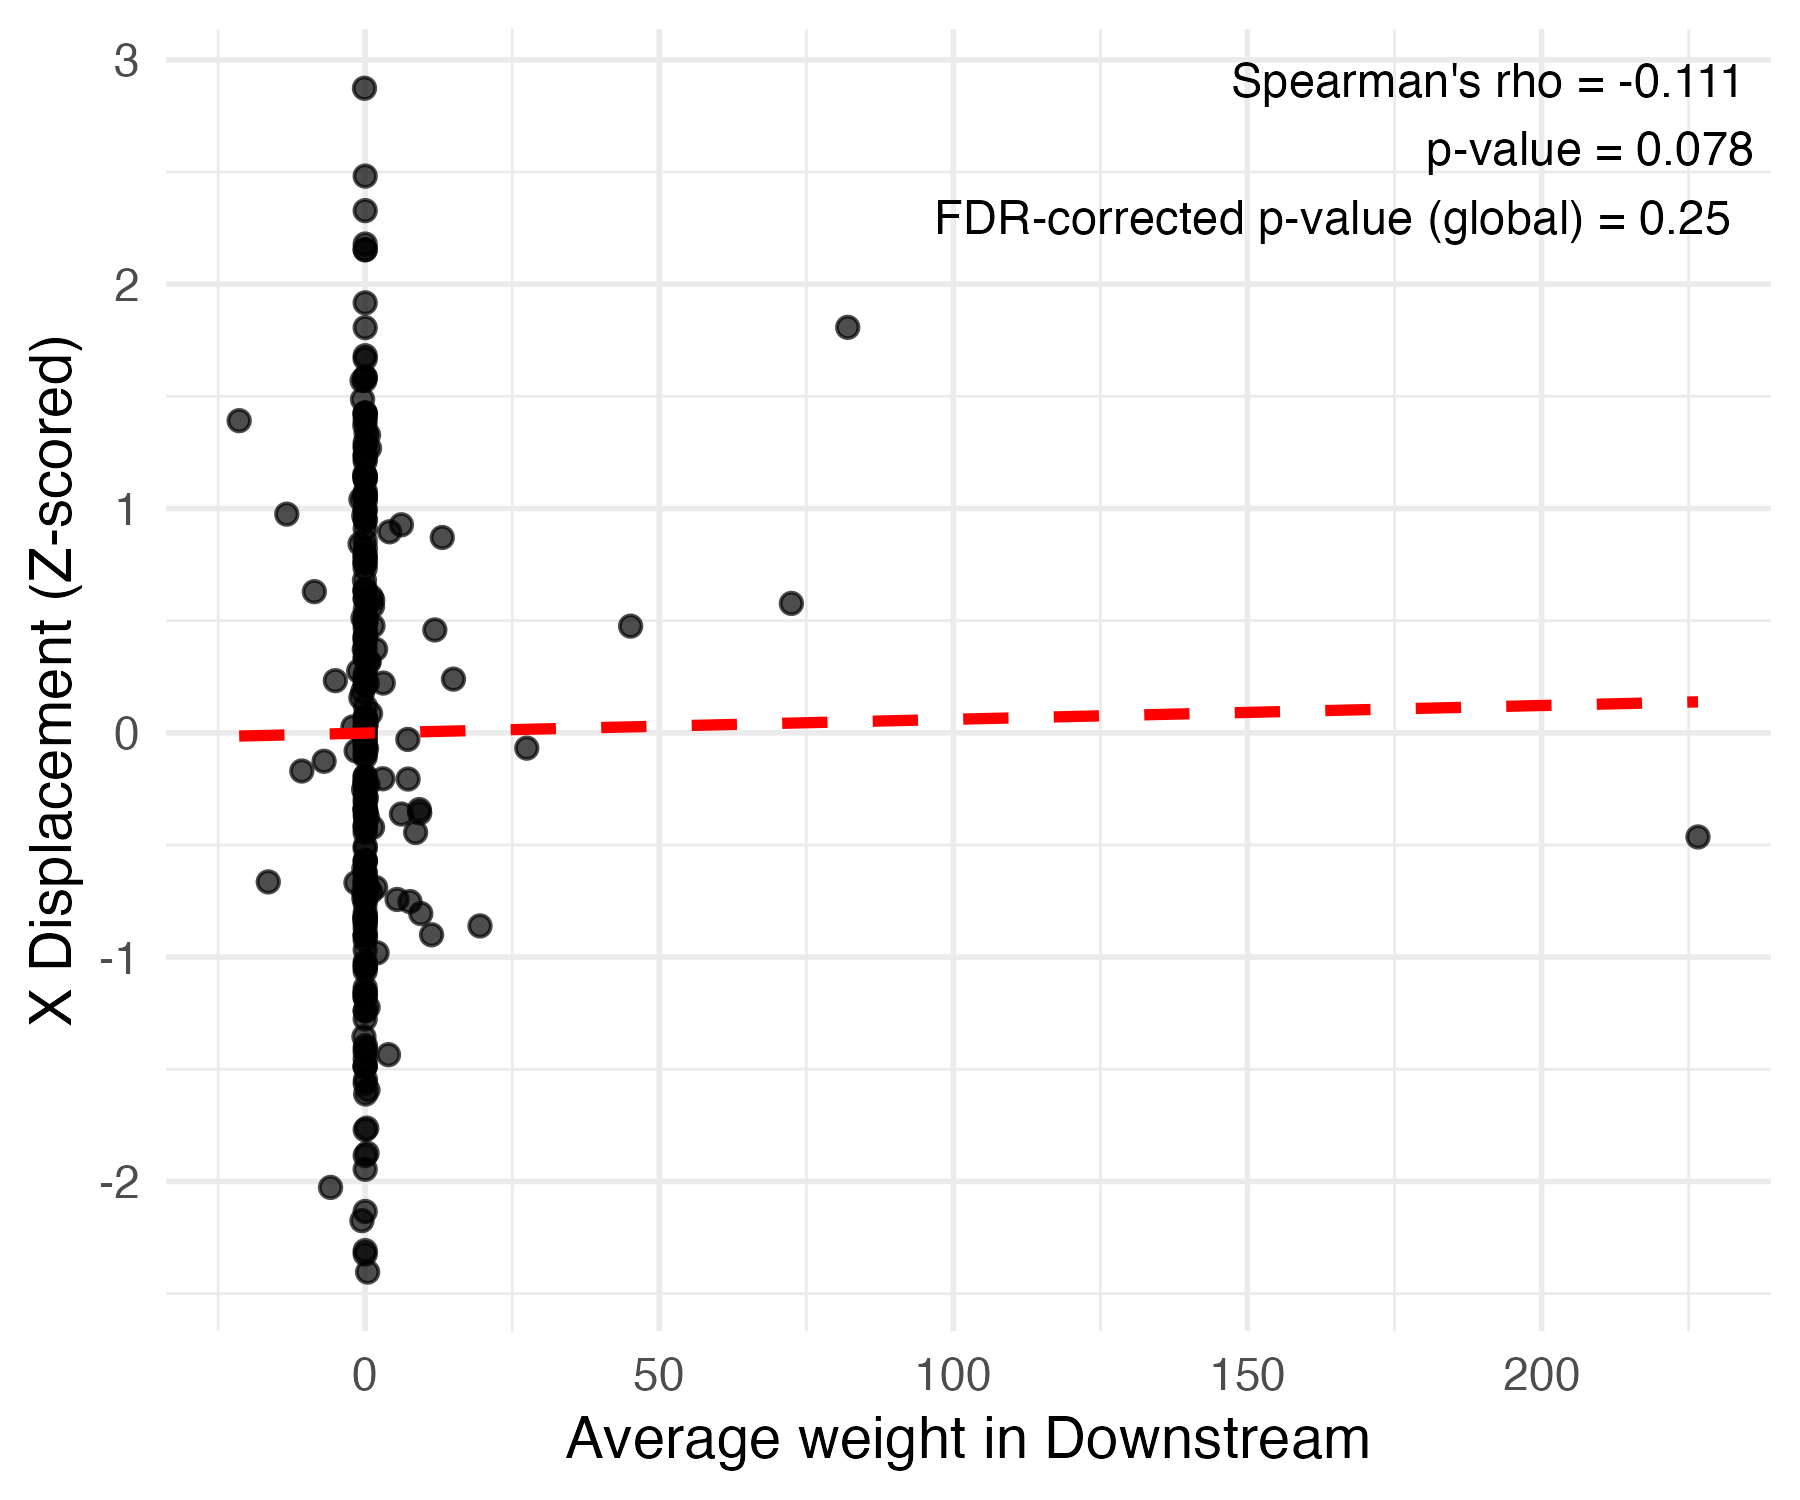 Spearman's rho = -0.111
p-value = 0.078
FDR-corrected p-value (global) = 0.25
3
2
1
0
-1
-2
X Displacement (Z-scored)
0 50 100 150 200
Average weight in Downstream